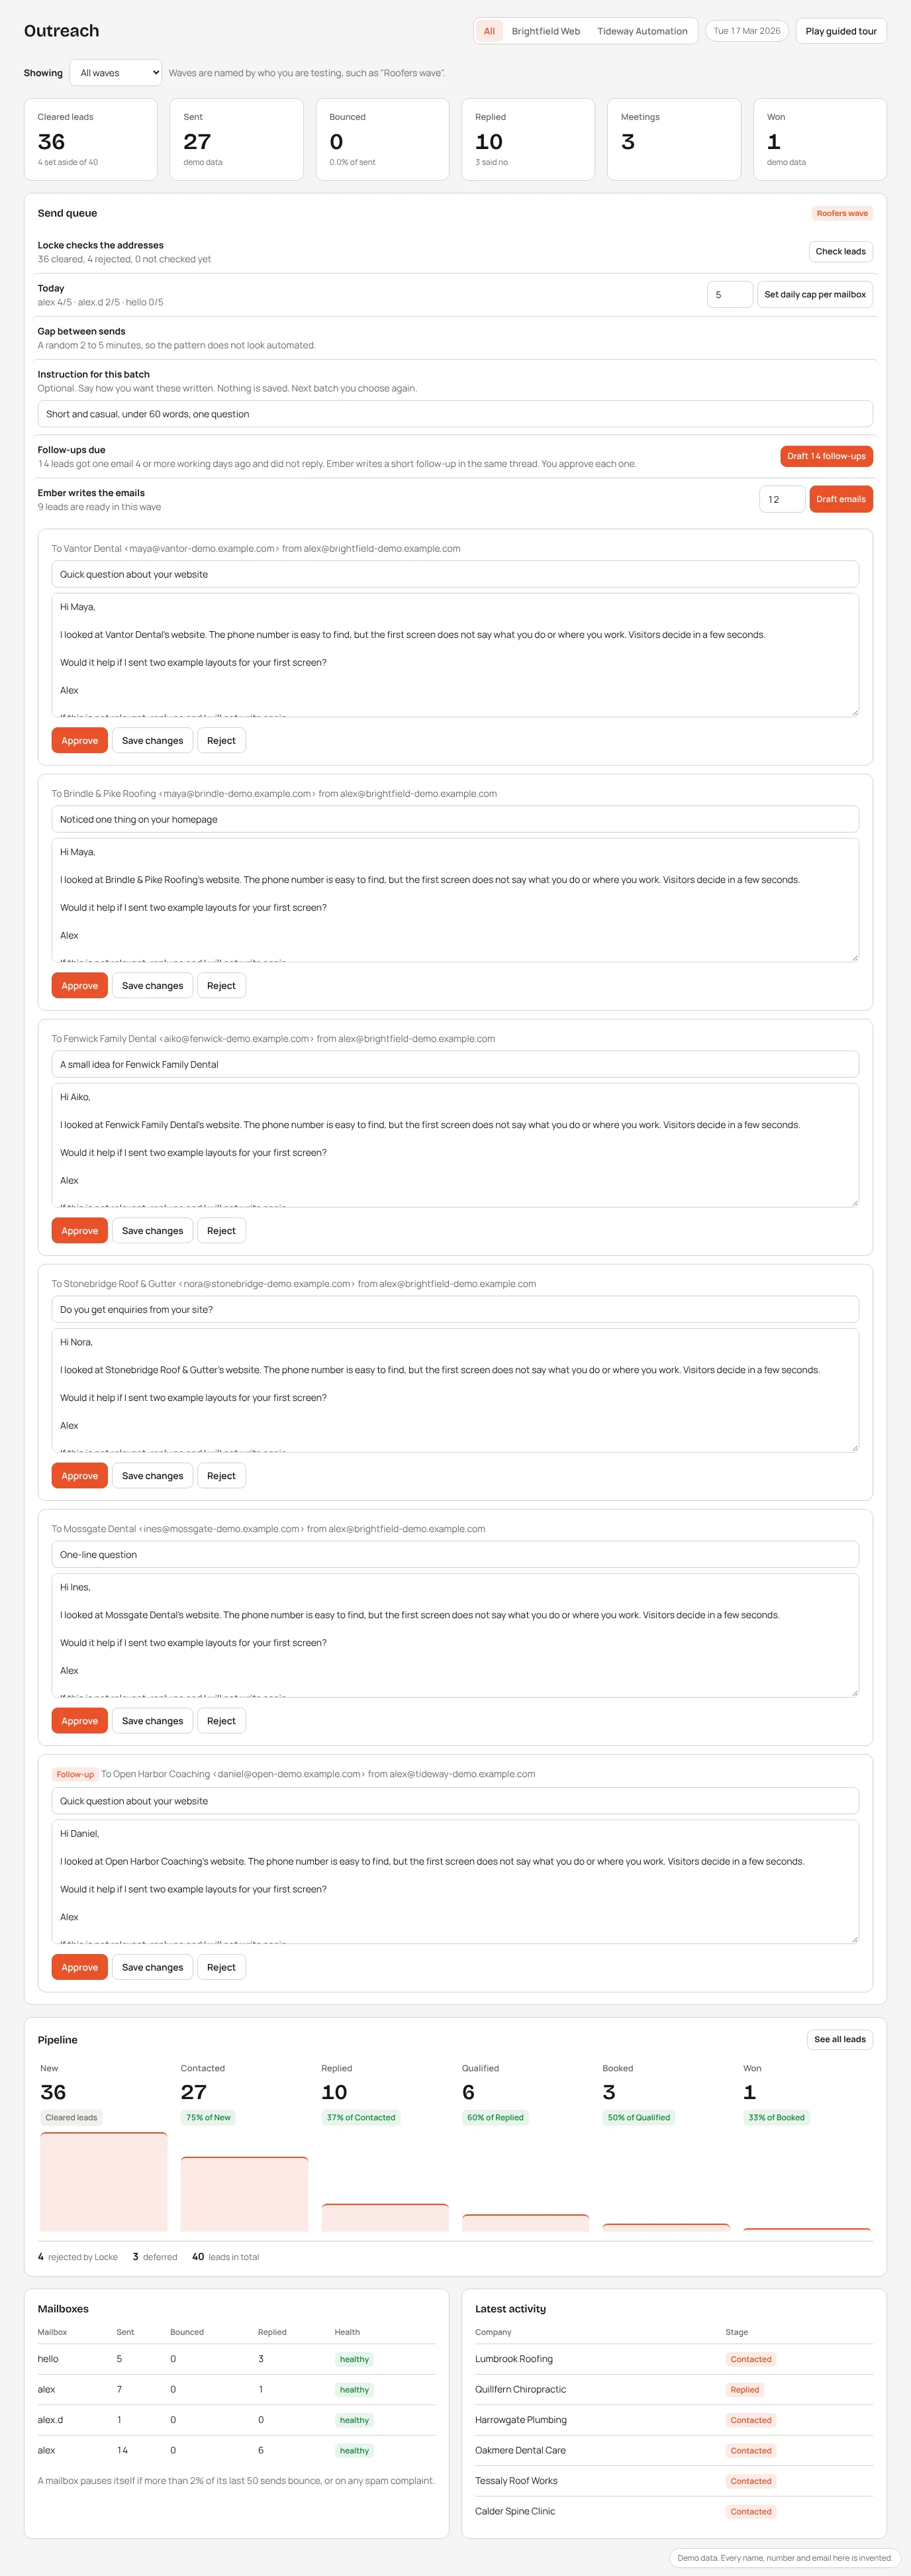 Outreach
All Brightfield Web Tideway Automation
Tue 17 Mar 2026
Play guided tour
Showing All waves Waves are named by who you are testing, such as "Roofers wave".
Cleared leads
36
4 set aside of 40
Sent
27
demo data
Bounced
0
0.0% of sent
Replied
10
3 said no
Meetings
3
Won
1
demo data
Send queue
Roofers wave
Locke checks the addresses
36 cleared, 4 rejected, 0 not checked yet
Check leads
Today
alex 4/5 · alex.d 2/5 · hello 0/5
5
Set daily cap per mailbox
Gap between sends
A random 2 to 5 minutes, so the pattern does not look automated.
Instruction for this batch
Optional. Say how you want these written. Nothing is saved. Next batch you choose again.
Short and casual, under 60 words, one question
Follow-ups due
14 leads got one email 4 or more working days ago and did not reply. Ember writes a short follow-up in the same thread. You approve each one.
Draft 14 follow-ups
Ember writes the emails
9 leads are ready in this wave
12
Draft emails
To Vantor Dental <maya@vantor-demo.example.com> from alex@brightfield-demo.example.com
Quick question about your website
Hi Maya,
I looked at Vantor Dental's website. The phone number is easy to find, but the first screen does not say what you do or where you work. Visitors decide in a few seconds.
Would it help if I sent two example layouts for your first screen?
Alex
Approve Save changes Reject
To Brindle & Pike Roofing <maya@brindle-demo.example.com> from alex@brightfield-demo.example.com
Noticed one thing on your homepage
Hi Maya,
I looked at Brindle & Pike Roofing's website. The phone number is easy to find, but the first screen does not say what you do or where you work. Visitors decide in a few seconds.
Would it help if I sent two example layouts for your first screen?
Alex
Approve Save changes Reject
To Fenwick Family Dental <aiko@fenwick-demo.example.com> from alex@brightfield-demo.example.com
A small idea for Fenwick Family Dental
Hi Aiko,
I looked at Fenwick Family Dental's website. The phone number is easy to find, but the first screen does not say what you do or where you work. Visitors decide in a few seconds.
Would it help if I sent two example layouts for your first screen?
Alex
Approve Save changes Reject
To Stonebridge Roof & Gutter <nora@stonebridge-demo.example.com> from alex@brightfield-demo.example.com
Do you get enquiries from your site?
Hi Nora,
I looked at Stonebridge Roof & Gutter's website. The phone number is easy to find, but the first screen does not say what you do or where you work. Visitors decide in a few seconds.
Would it help if I sent two example layouts for your first screen?
Alex
Approve Save changes Reject
To Mossgate Dental <ines@mossgate-demo.example.com> from alex@brightfield-demo.example.com
One-line question
Hi Ines,
I looked at Mossgate Dental's website. The phone number is easy to find, but the first screen does not say what you do or where you work. Visitors decide in a few seconds.
Would it help if I sent two example layouts for your first screen?
Alex
Approve Save changes Reject
Follow-up To Open Harbor Coaching <daniel@open-demo.example.com> from alex@tideway-demo.example.com
Quick question about your website
Hi Daniel,
I looked at Open Harbor Coaching's website. The phone number is easy to find, but the first screen does not say what you do or where you work. Visitors decide in a few seconds.
Would it help if I sent two example layouts for your first screen?
Alex
Approve Save changes Reject
Pipeline
See all leads
New
36
Cleared leads
Contacted
27
75% of New
Replied
10
37% of Contacted
Qualified
6
60% of Replied
Booked
3
50% of Qualified
Won
1
33% of Booked
4 rejected by Locke 3 deferred 40 leads in total
Mailboxes
Mailbox Sent Bounced Replied Health
hello 5 0 3 healthy
alex 7 0 1 healthy
alex.d 1 0 0 healthy
alex 14 0 6 healthy
A mailbox pauses itself if more than 2% of its last 50 sends bounce, or on any spam complaint.
Latest activity
Company Stage
Lumbrook Roofing Contacted
Quillfern Chiropractic Replied
Harrowgate Plumbing Contacted
Oakmere Dental Care Contacted
Tessaly Roof Works Contacted
Calder Spine Clinic Contacted
Demo data. Every name, number and email here is invented.